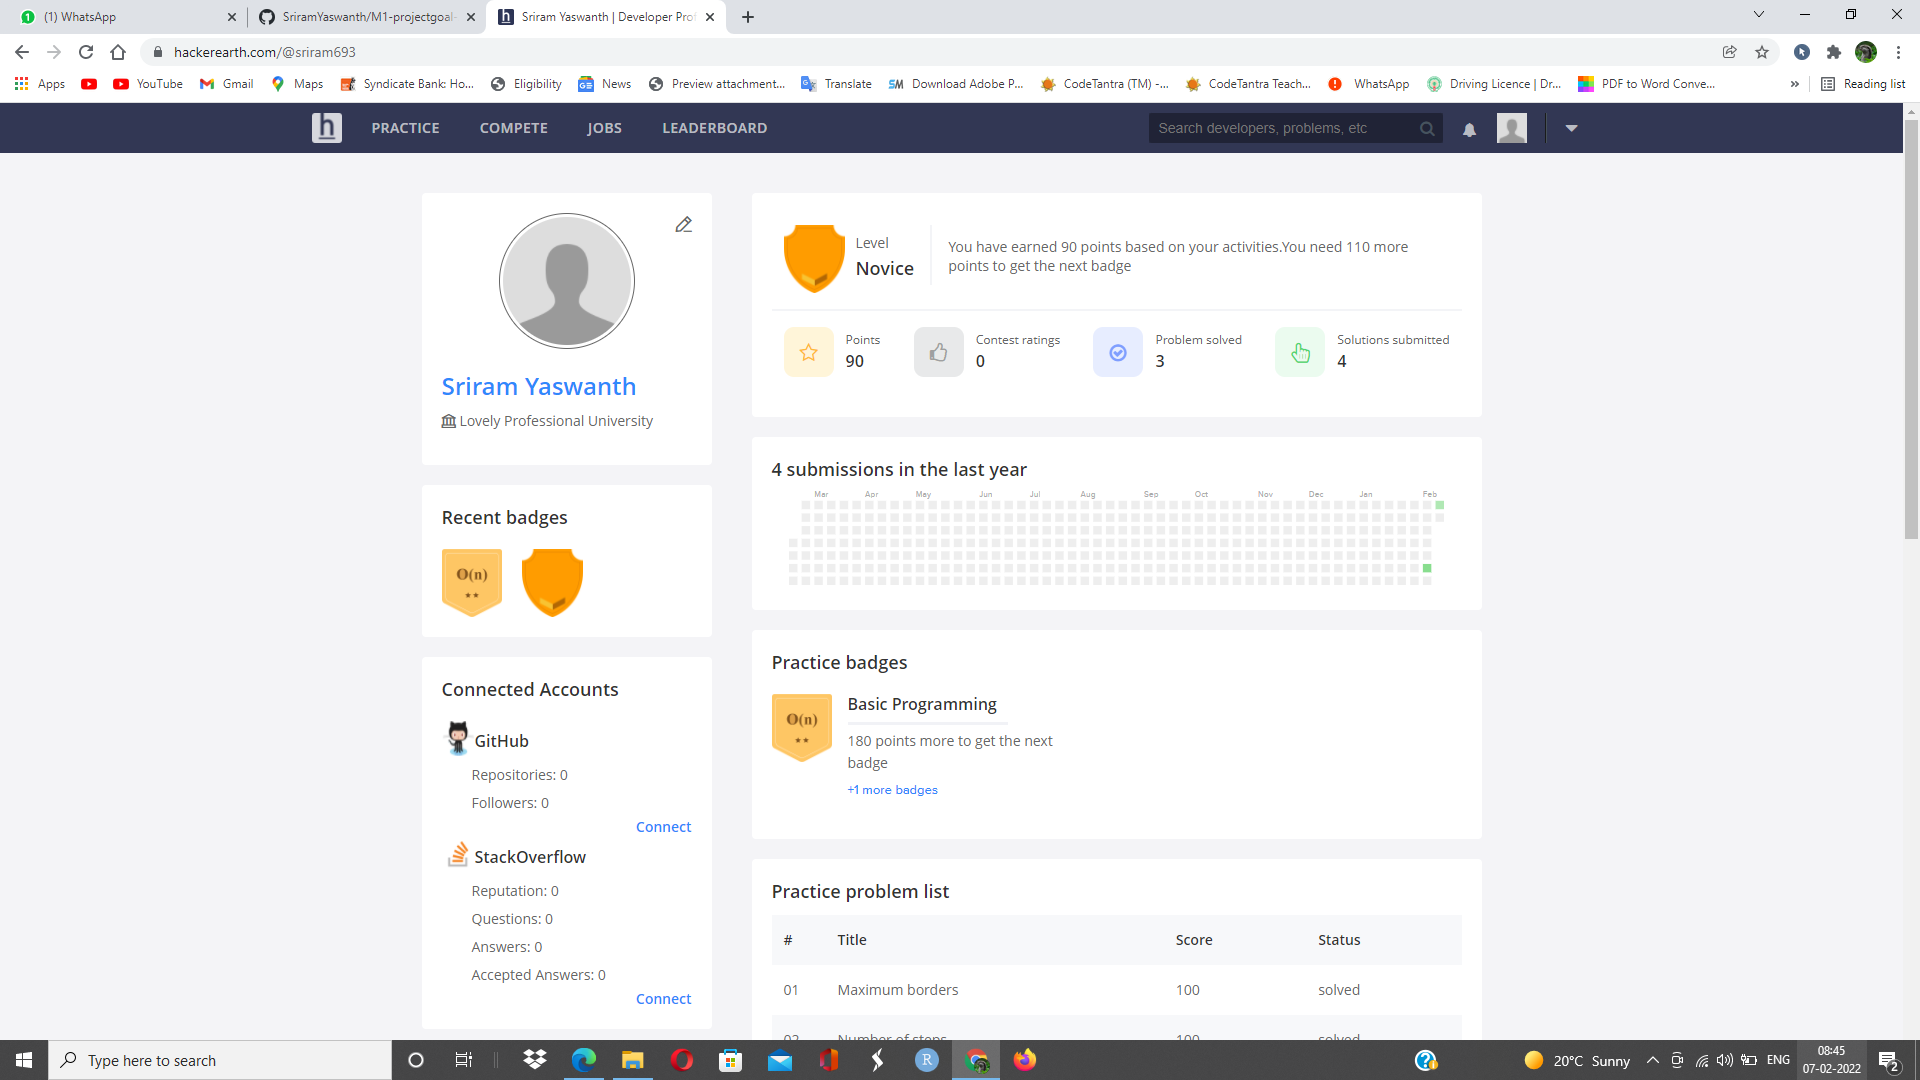 (1) WhatsApp
SriramYaswanth/M1-projectgoal-
Sriram Yaswanth | Developer Prof
hackerearth.com/@sriram693
Apps
YouTube
Gmail
Maps
Syndicate Bank: Ho...
Eligibility
News
Preview attachment...
Translate
SM Download Adobe P...
CodeTantra (TM) -...
CodeTantra Teach...
WhatsApp
Driving Licence | Dr...
PDF to Word Conve...
»
Reading list
h
PRACTICE
COMPETE
JOBS
LEADERBOARD
Search developers, problems, etc
Sriram Yaswanth
Lovely Professional University
Recent badges
O(n)
Connected Accounts
GitHub
Repositories: 0
Followers: 0
Connect
StackOverflow
Reputation: 0
Questions: 0
Answers: 0
Accepted Answers: 0
Connect
Level
Novice
You have earned 90 points based on your activities.You need 110 more
points to get the next badge
Points
90
Contest ratings
0
Problem solved
3
Solutions submitted
4
4 submissions in the last year
Mar Apr May Jun Jul Aug Sep Oct Nov Dec Jan Feb
Practice badges
O(n)
Basic Programming
180 points more to get the next
badge
+1 more badges
Practice problem list
# Title Score Status
01 Maximum borders 100 solved
02 Number of steps 100 solved
Type here to search
R
20°C Sunny
ENG
08:45
07-02-2022
2